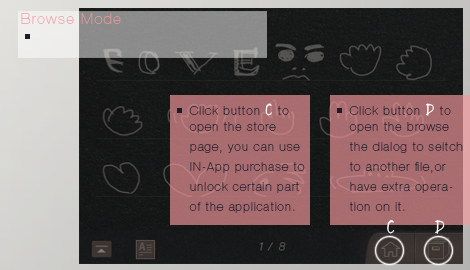 Browse Mode
LOVE
Click button C to
open the store
page, you can use
IN-App purchase to
unlock certain part
of the application.
Click button D to
open the browse
the dialog to seitch
to another file,or
have extra opera-
tion on it.
C D
1 / 8